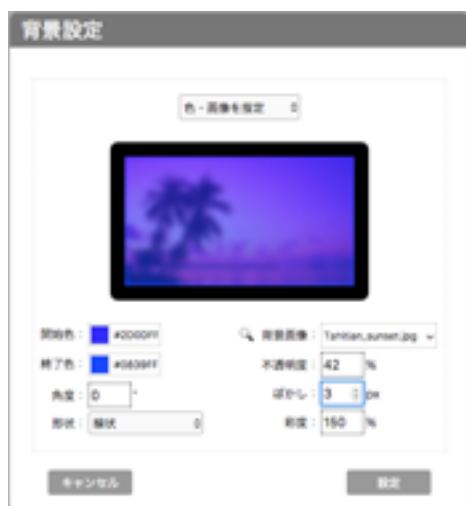 背景設定
色・画像を指定
開始色： #2D00FF
背景画像： Tahitian_sunset.jpg
終了色： #0839FF
不透明度： 42 %
角度： 0 °
ぼかし： 3 px
形状： 線状
彩度： 150 %
キャンセル
設定